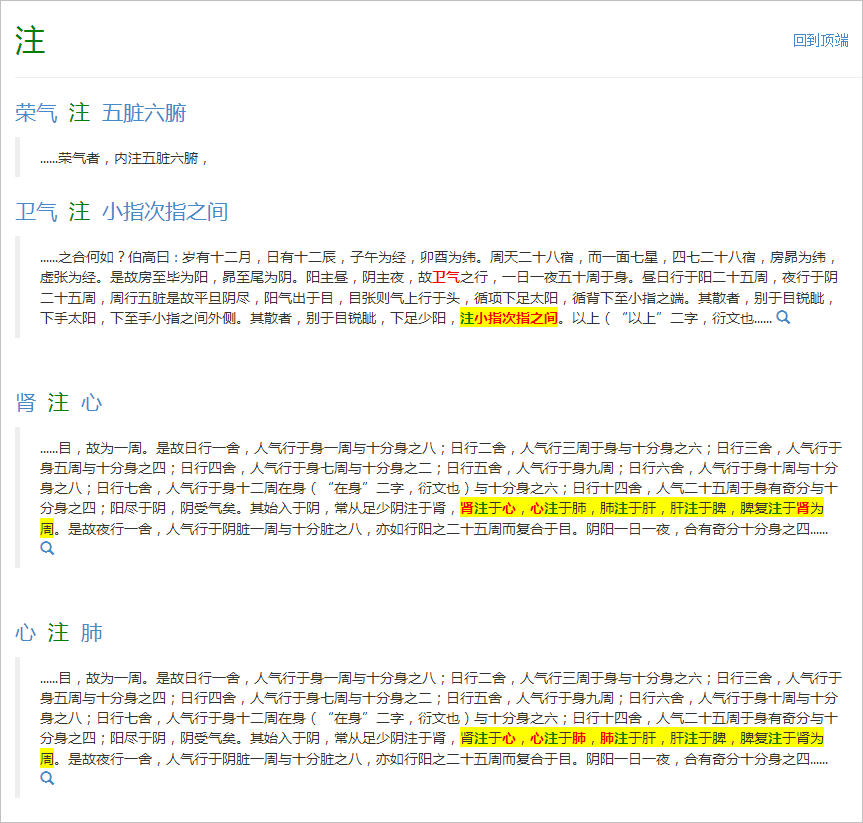 注
回到顶端
荣气 注 五脏六腑
......荣气者，内注五脏六腑，
卫气 注 小指次指之间
......之合何如？伯高曰：岁有十二月，日有十二辰，子午为经，卯酉为纬。周天二十八宿，而一面七星，四七二十八宿，房昴为纬，
虚张为经。是故房至毕为阳，昴至尾为阴。阳主昼，阴主夜，故卫气之行，一日一夜五十周于身。昼日行于阳二十五周，夜行于阴
二十五周，周行五脏是故平旦阴尽，阳气出于目，目张则气上行于头，循项下足太阳，循背下至小指之端。其散者，别于目锐眦，
下手太阳，下至手小指之间外侧。其散者，别于目锐眦，下足少阳，注小指次指之间。以上（“以上”二字，衍文也......
肾 注 心
......目，故为一周。是故日行一舍，人气行于身一周与十分身之八；日行二舍，人气行三周于身与十分身之六；日行三舍，人气行于
身五周与十分身之四；日行四舍，人气行于身七周与十分身之二；日行五舍，人气行于身九周；日行六舍，人气行于身十周与十分
身之八；日行七舍，人气行于身十二周在身（“在身”二字，衍文也）与十分身之六；日行十四舍，人气二十五周于身有奇分与十
分身之四；阳尽于阴，阴受气矣。其始入于阴，常从足少阴注于肾，肾注于心，心注于肺，肺注于肝，肝注于脾，脾复注于肾为
周。是故夜行一舍，人气行于阴脏一周与十分脏之八，亦如行阳之二十五周而复合于目。阴阳一日一夜，合有奇分十分身之四......
心 注 肺
......目，故为一周。是故日行一舍，人气行于身一周与十分身之八；日行二舍，人气行三周于身与十分身之六；日行三舍，人气行于
身五周与十分身之四；日行四舍，人气行于身七周与十分身之二；日行五舍，人气行于身九周；日行六舍，人气行于身十周与十分
身之八；日行七舍，人气行于身十二周在身（“在身”二字，衍文也）与十分身之六；日行十四舍，人气二十五周于身有奇分与十
分身之四；阳尽于阴，阴受气矣。其始入于阴，常从足少阴注于肾，肾注于心，心注于肺，肺注于肝，肝注于脾，脾复注于肾为
周。是故夜行一舍，人气行于阴脏一周与十分脏之八，亦如行阳之二十五周而复合于目。阴阳一日一夜，合有奇分十分身之四......